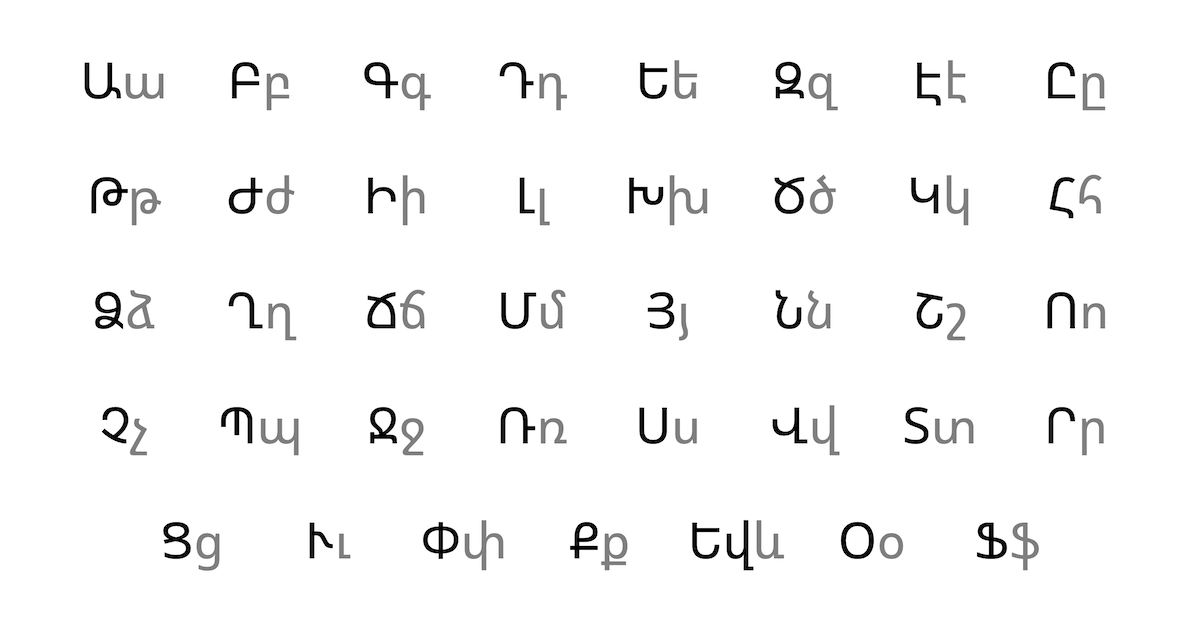 Աա Բբ Գգ Դդ Եե Զզ Էէ Ըը
Թթ Ժժ Իի Լլ Խխ Ծծ Կկ Հհ
Ձձ Ղղ Ճճ Մմ Յյ Նն Շշ Ոո
Չչ Պպ Ջջ Ռռ Սս Վվ Տտ Րր
Ցց Ււ Փփ Քք Եվև Օօ Ֆֆ